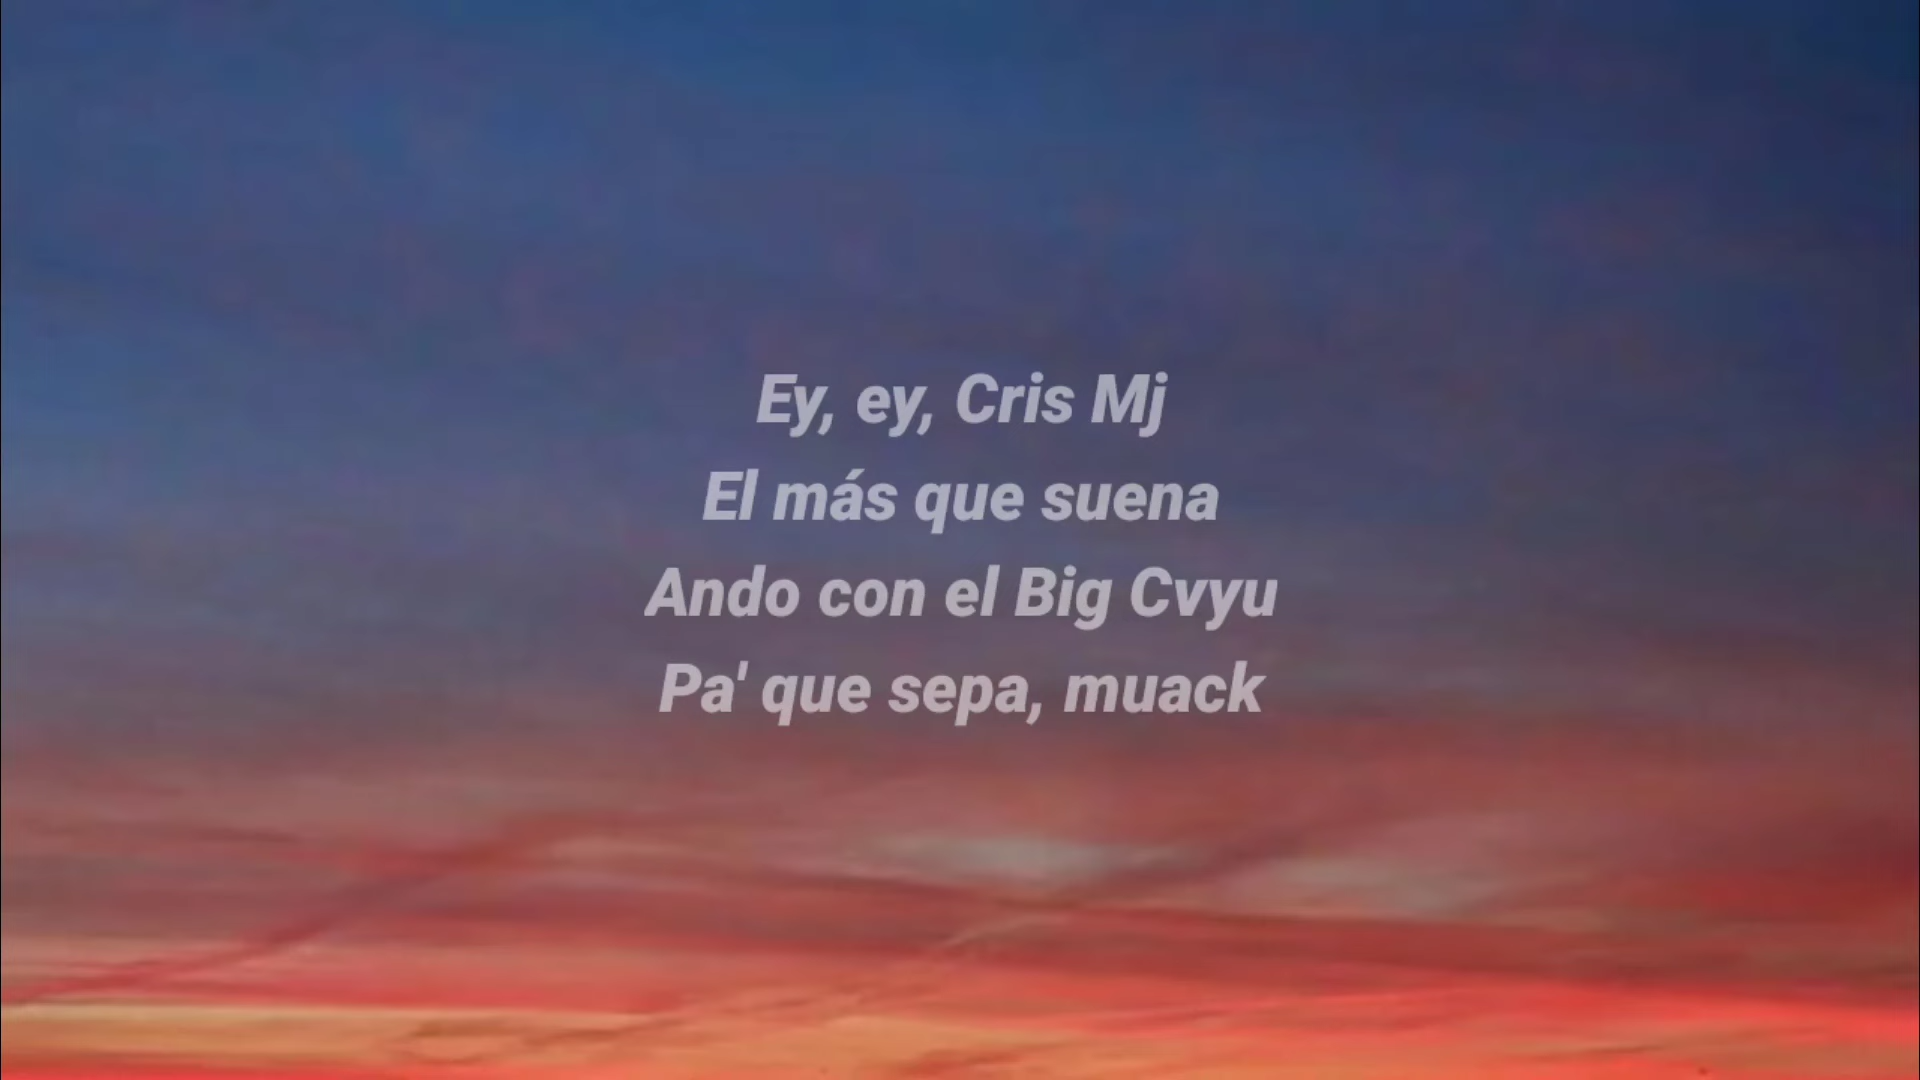 Ey, ey, Cris Mj
El más que suena
Ando con el Big Cvyu
Pa' que sepa, muack